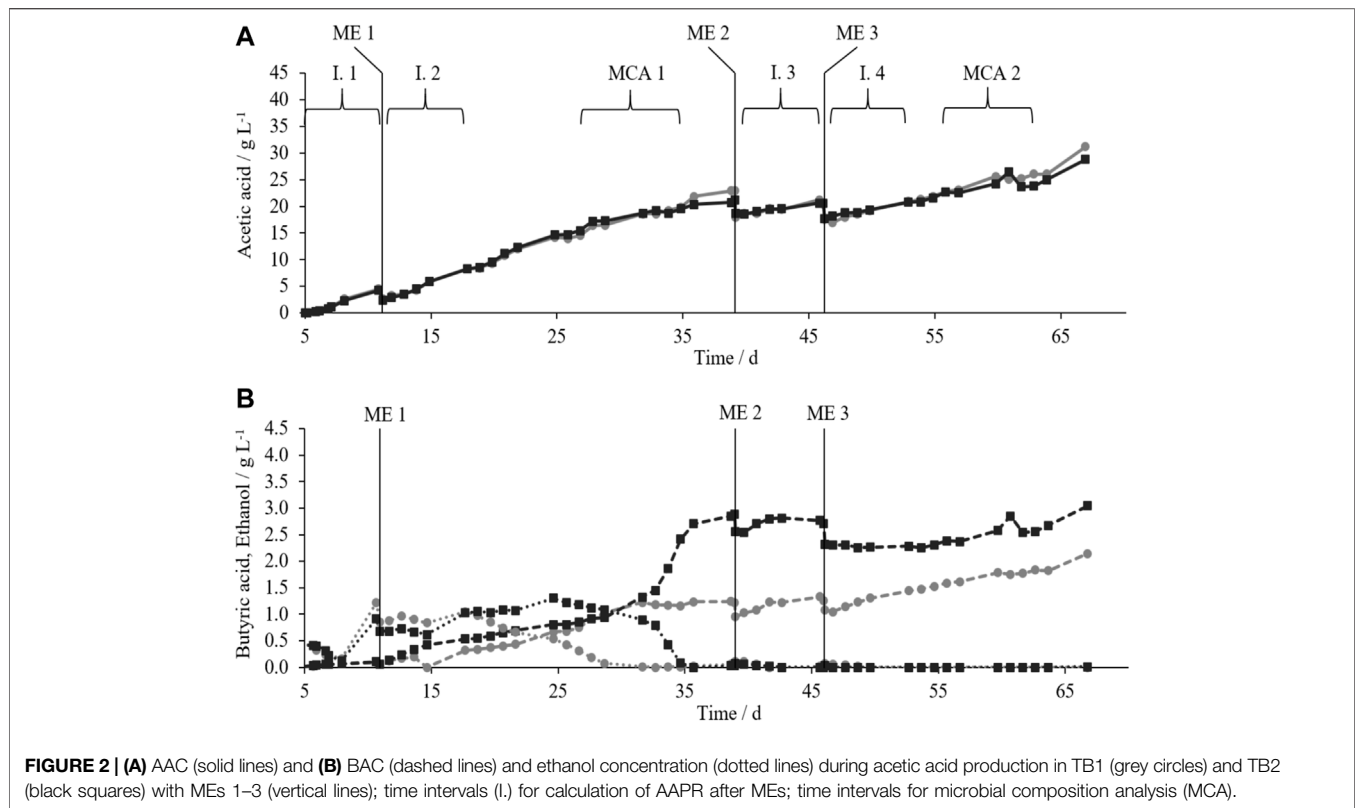 A
ME 1
ME 2
ME 3
I. 1
I. 2
MCA 1
I. 3
I. 4
MCA 2
Acetic acid / g L⁻¹
45
40
35
30
25
20
15
10
5
0
5
15
25
35
45
55
65
Time / d
B
ME 1
ME 2
ME 3
Butyric acid, Ethanol / g L⁻¹
4.5
4.0
3.5
3.0
2.5
2.0
1.5
1.0
0.5
0.0
5
15
25
35
45
55
65
Time / d
FIGURE 2 | (A) AAC (solid lines) and (B) BAC (dashed lines) and ethanol concentration (dotted lines) during acetic acid production in TB1 (grey circles) and TB2
(black squares) with MEs 1–3 (vertical lines); time intervals (I.) for calculation of AAPR after MEs; time intervals for microbial composition analysis (MCA).